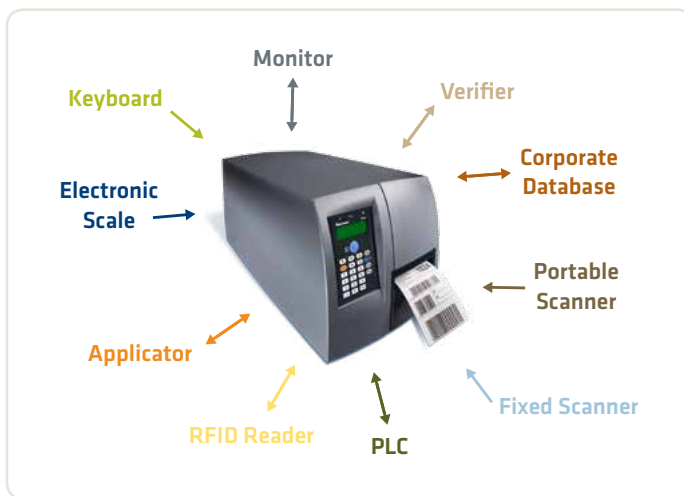 Monitor
Keyboard
Verifier
Corporate
Database
Electronic
Scale
Portable
Scanner
Applicator
Fixed Scanner
RFID Reader
PLC